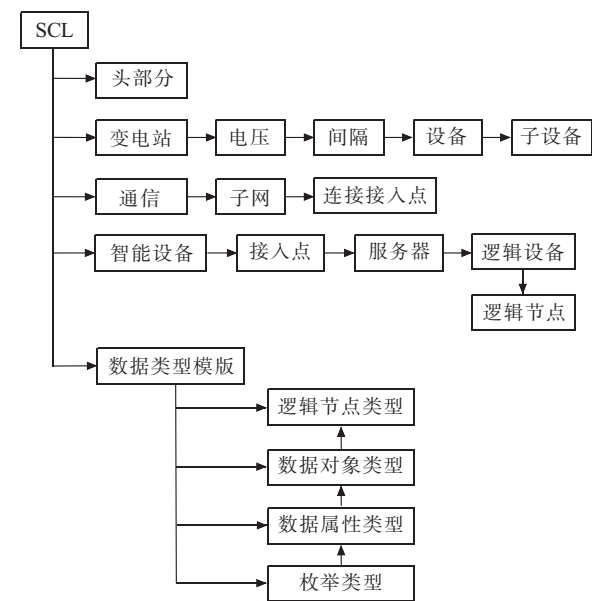 SCL
头部分
变电站 电压 间隔 设备 子设备
通信 子网 连接接入点
智能设备 接入点 服务器 逻辑设备
逻辑节点
数据类型模版
逻辑节点类型
数据对象类型
数据属性类型
枚举类型